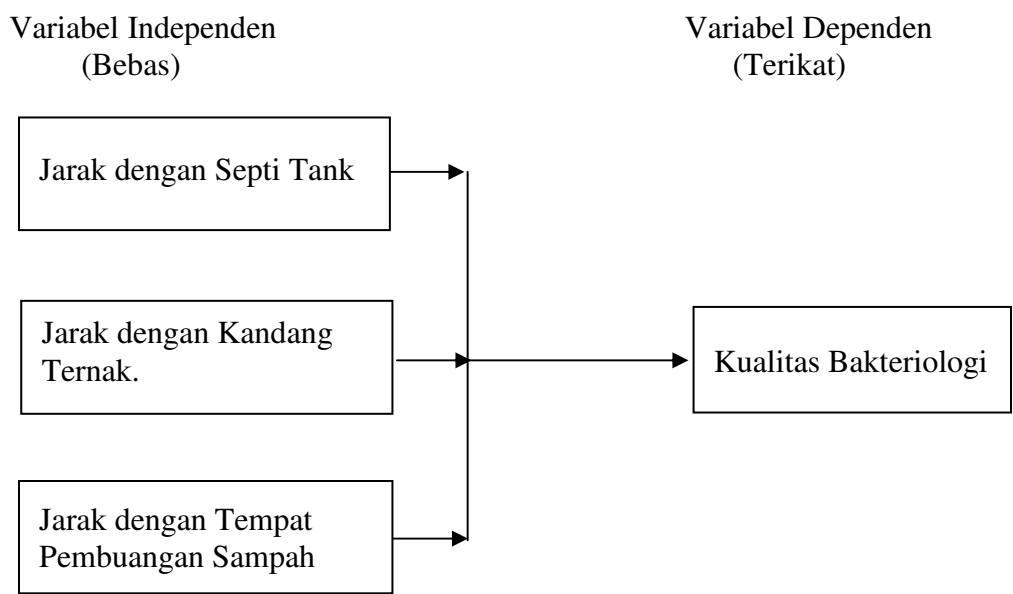 Variabel Independen
(Bebas)
Variabel Dependen
(Terikat)
Jarak dengan Septi Tank
Jarak dengan Kandang
Ternak.
Kualitas Bakteriologi
Jarak dengan Tempat
Pembuangan Sampah